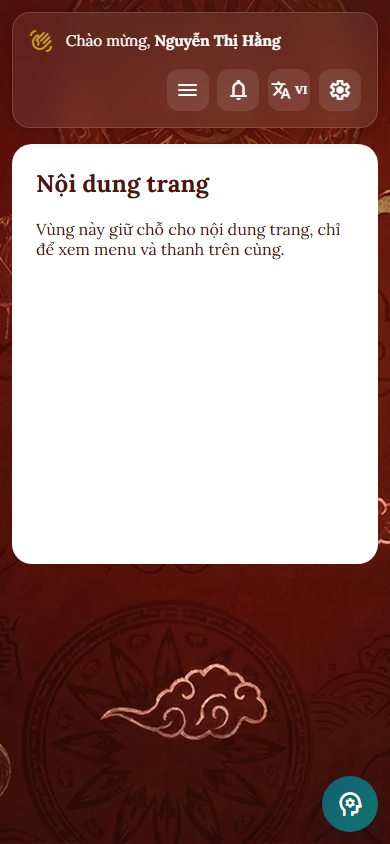 Chào mừng, Nguyễn Thị Hằng
VI
Nội dung trang
Vùng này giữ chỗ cho nội dung trang, chỉ
để xem menu và thanh trên cùng.